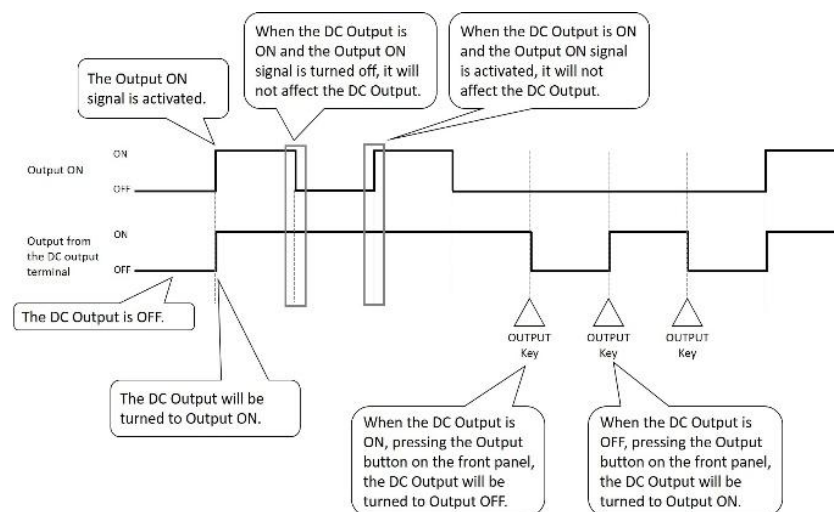 When the DC Output is
ON and the Output ON
signal is turned off, it will
not affect the DC Output.
When the DC Output is ON
and the Output ON signal
is activated, it will not
affect the DC Output.
The Output ON
signal is activated.
Output ON
ON
OFF
Output from
the DC output
terminal
ON
OFF
The DC Output is OFF.
The DC Output will be
turned to Output ON.
OUTPUT
Key
OUTPUT
Key
OUTPUT
Key
When the DC Output is
ON, pressing the Output
button on the front panel,
the DC Output will be
turned to Output OFF.
When the DC Output is
OFF, pressing the Output
button on the front panel,
the DC Output will be
turned to Output ON.